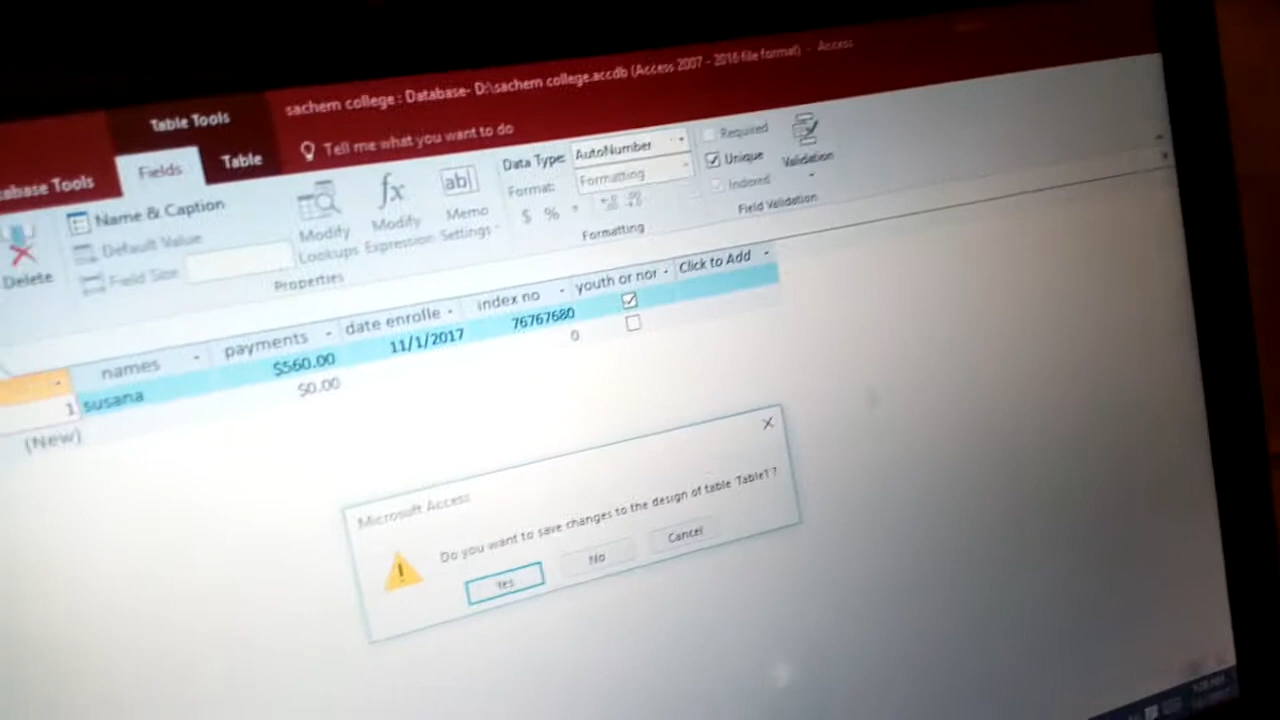 sachem college : Database- D:\sachem college.accdb (Access 2007 - 2016 file format) - Access
Table Tools
Database Tools
Fields
Table
Tell me what you want to do
Name & Caption
Default Value
Field Size
Delete
Properties
Modify Lookups
fx
Modify Expression
ab|
Memo Settings
Data Type: AutoNumber
Format: Formatting
$ %
Formatting
Required
Unique
Indexed
Validation
Field Validation
names payments date enrolle index no youth or nor Click to Add
1 susana $560.00 11/1/2017 76767680
(New) $0.00 0
Microsoft Access
Do you want to save changes to the design of table 'Table1'?
Yes No Cancel